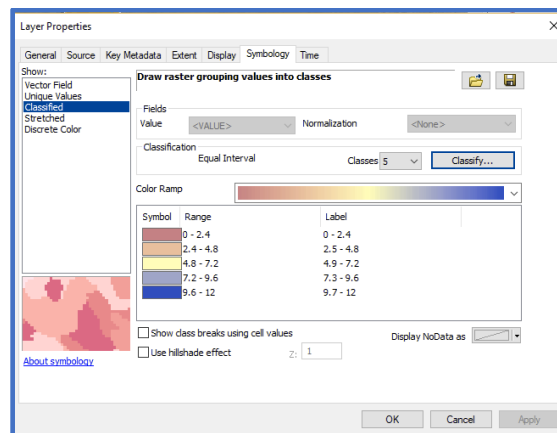 Layer Properties
General Source Key Metadata Extent Display Symbology Time
Show:
Vector Field
Unique Values
Classified
Stretched
Discrete Color
Draw raster grouping values into classes
Fields
Value <VALUE> Normalization <None>
Classification
Equal Interval Classes 5 Classify...
Color Ramp
Symbol Range Label
0 - 2.4 0 - 2.4
2.4 - 4.8 2.5 - 4.8
4.8 - 7.2 4.9 - 7.2
7.2 - 9.6 7.3 - 9.6
9.6 - 12 9.7 - 12
Show class breaks using cell values Display NoData as
Use hillshade effect Z: 1
About symbology
OK Cancel Apply